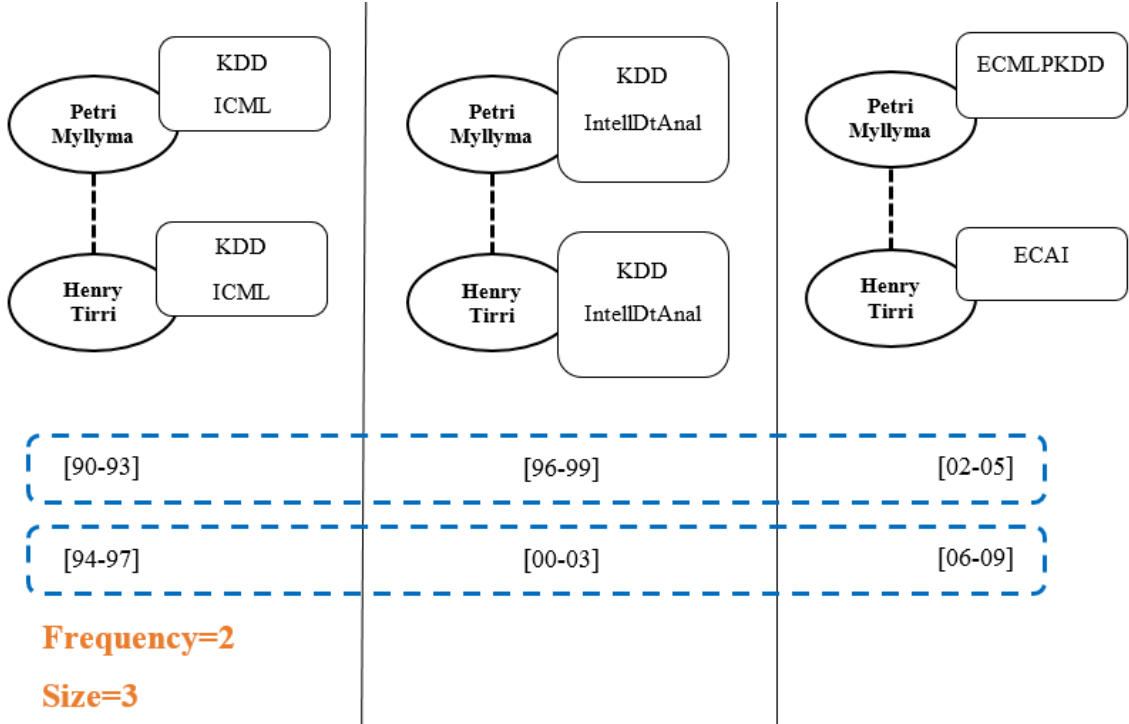 KDD
ICML
Petri
Myllyma
KDD
ICML
Henry
Tirri
KDD
IntellDtAnal
Petri
Myllyma
KDD
IntellDtAnal
Henry
Tirri
ECMLPKDD
Petri
Myllyma
ECAI
Henry
Tirri
[90-93] [96-99] [02-05]
[94-97] [00-03] [06-09]
Frequency=2
Size=3